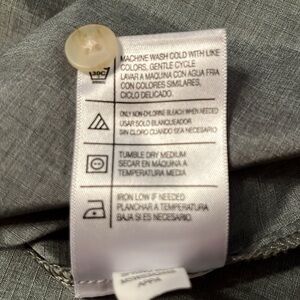 MACHINE WASH COLD WITH LIKE
COLORS, GENTLE CYCLE
LAVAR A MAQUINA CON AGUA FRIA
CON COLORES SIMILARES,
CICLO DELICADO.
30C
ONLY NON-CHLORINE BLEACH WHEN NEEDED
USAR SOLO BLANQUEADOR
SIN CLORO CUANDO SEA NECESARIO
TUMBLE DRY MEDIUM
SECAR EN MAQUINA A
TEMPERATURA MEDIA
IRON LOW IF NEEDED
PLANCHAR A TEMPERATURA
BAJA SI ES NECESARIO